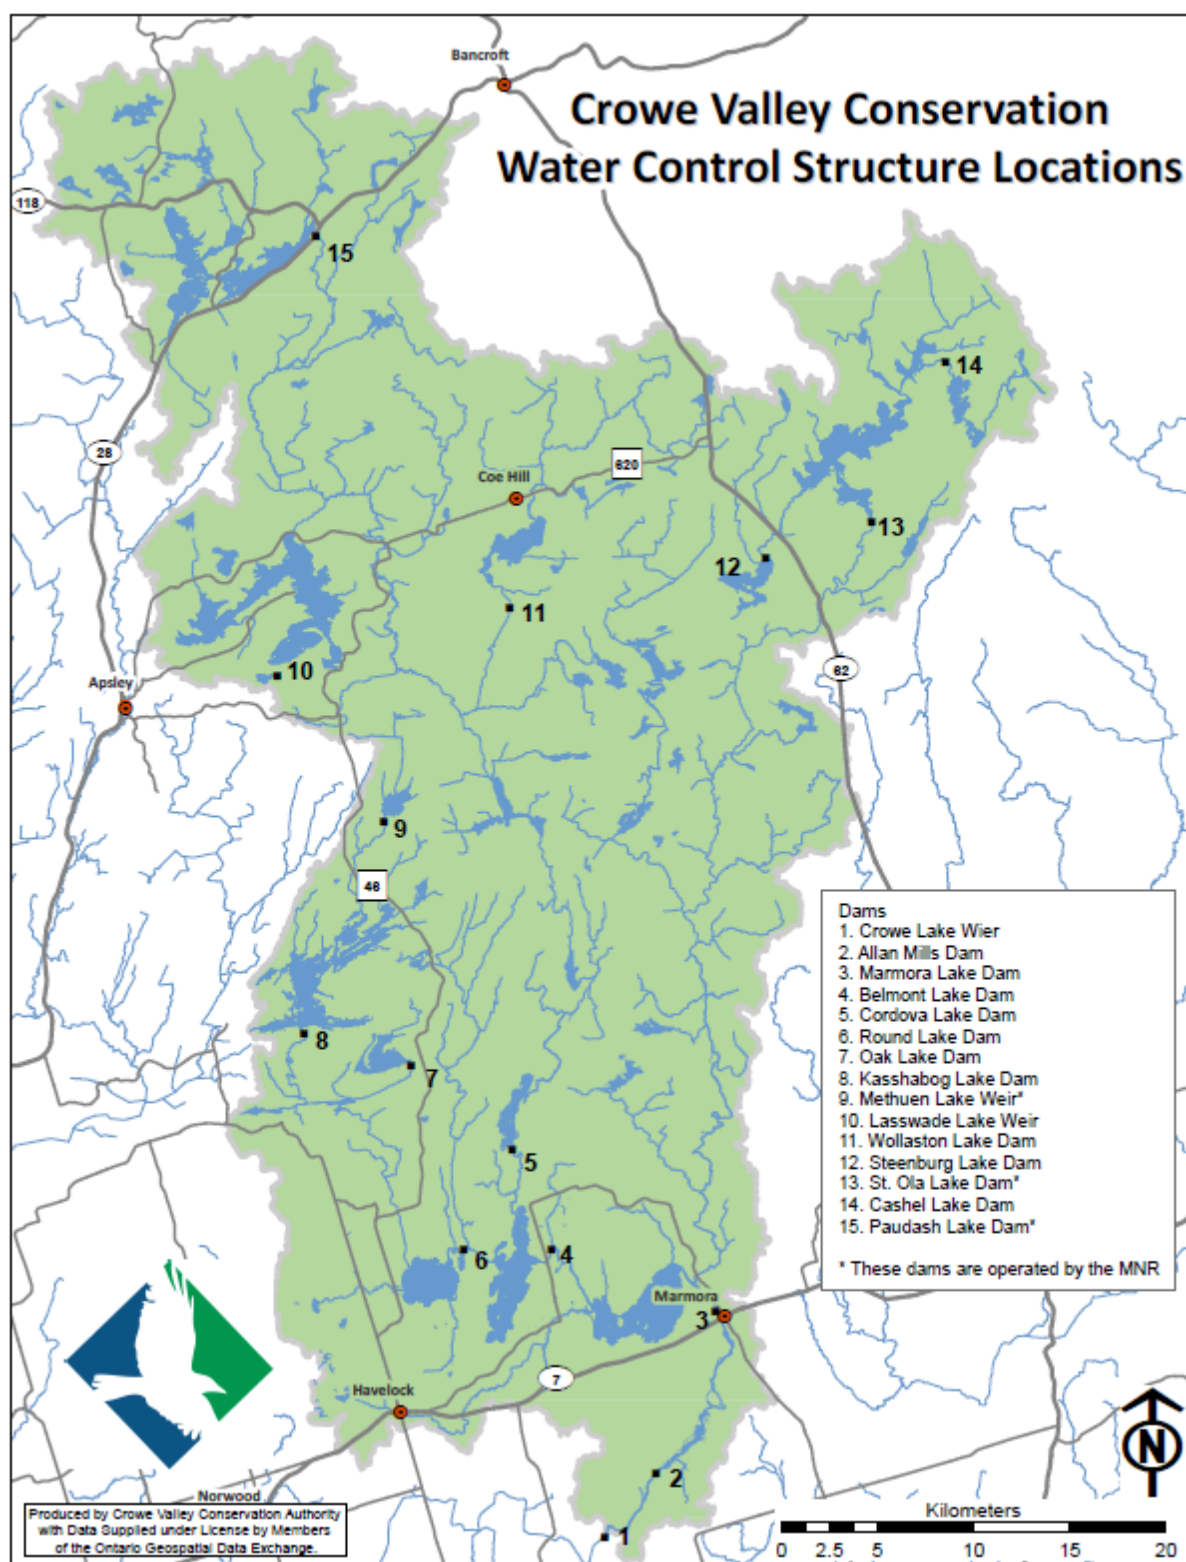 Bancroft
Crowe Valley Conservation
Water Control Structure Locations
118
15
14
28
620
Coe Hill
13
12
11
10
62
Apsley
9
46
Dams
1. Crowe Lake Wier
2. Allan Mills Dam
3. Marmora Lake Dam
4. Belmont Lake Dam
5. Cordova Lake Dam
6. Round Lake Dam
7. Oak Lake Dam
8. Kasshabog Lake Dam
9. Methuen Lake Weir*
10. Lasswade Lake Weir
11. Wollaston Lake Dam
12. Steenburg Lake Dam
13. St. Ola Lake Dam*
14. Cashel Lake Dam
15. Paudash Lake Dam*
* These dams are operated by the MNR
8
7
5
6
4
Marmora
3
7
Havelock
N
2
Norwood
Produced by Crowe Valley Conservation Authority
with Data Supplied under License by Members
of the Ontario Geospatial Data Exchange.
1
Kilometers
0 2.5 5 10 15 20